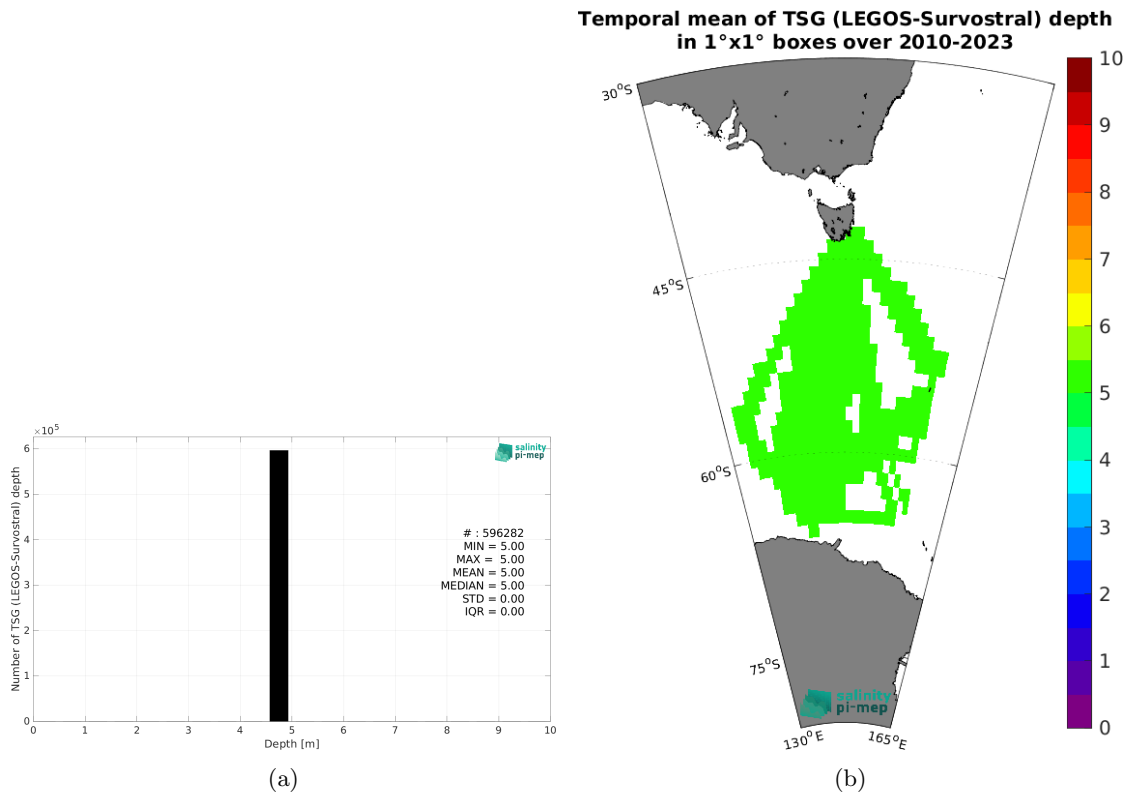 ×10⁵
6
5
4
3
2
1
0
0 1 2 3 4 5 6 7 8 9 10
Number of TSG (LEGOS-Survostral) depth
Depth [m]
salinity
pi-mep
# : 596282
MIN = 5.00
MAX = 5.00
MEAN = 5.00
MEDIAN = 5.00
STD = 0.00
IQR = 0.00
(a)
Temporal mean of TSG (LEGOS-Survostral) depth
in 1°x1° boxes over 2010-2023
30°S
45°S
60°S
75°S
130°E
165°E
salinity
pi-mep
10
9
8
7
6
5
4
3
2
1
0
(b)